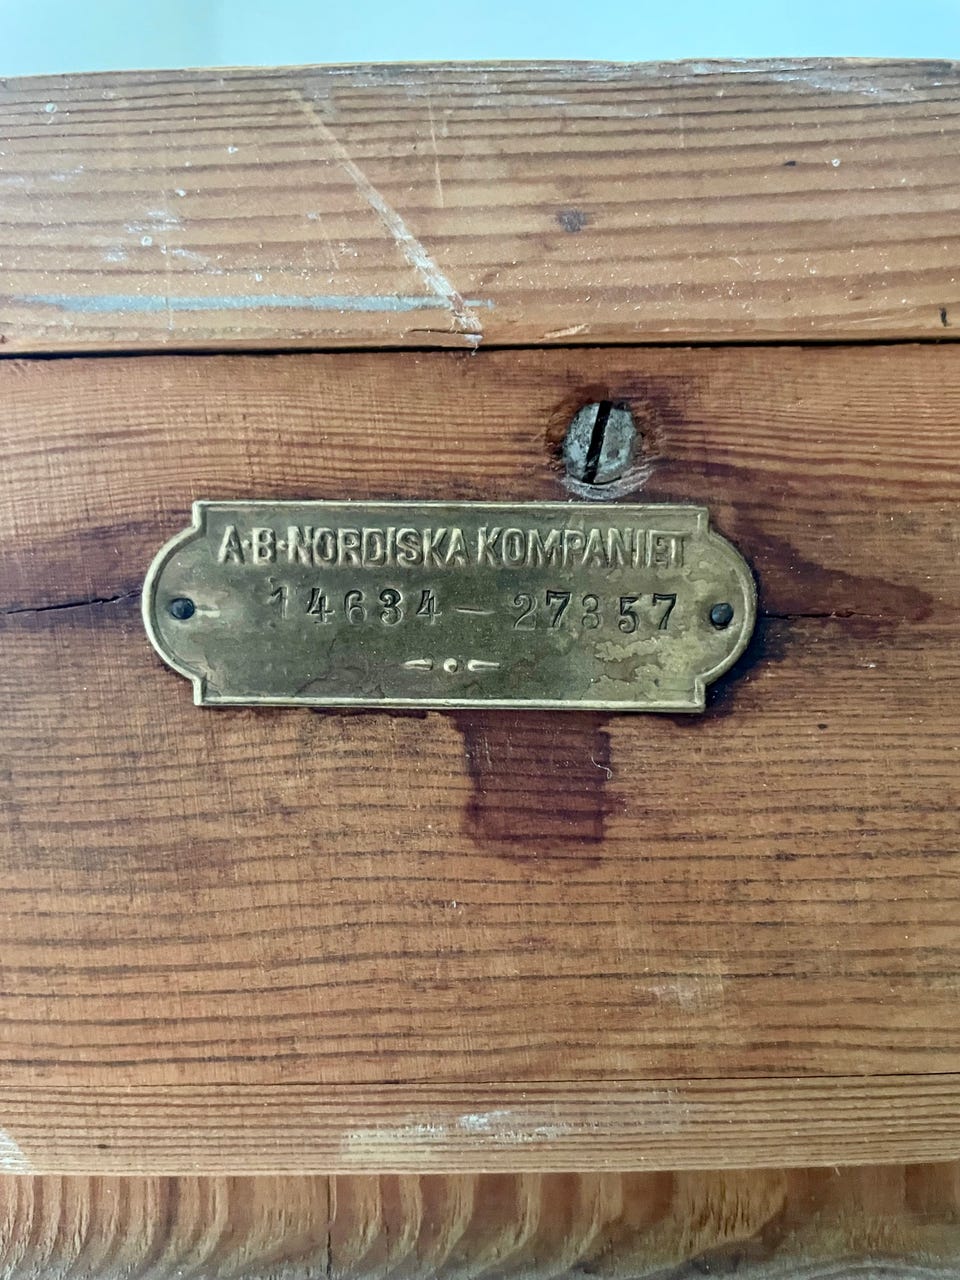 A·B·NORDISKA KOMPANIET
14634 — 27357